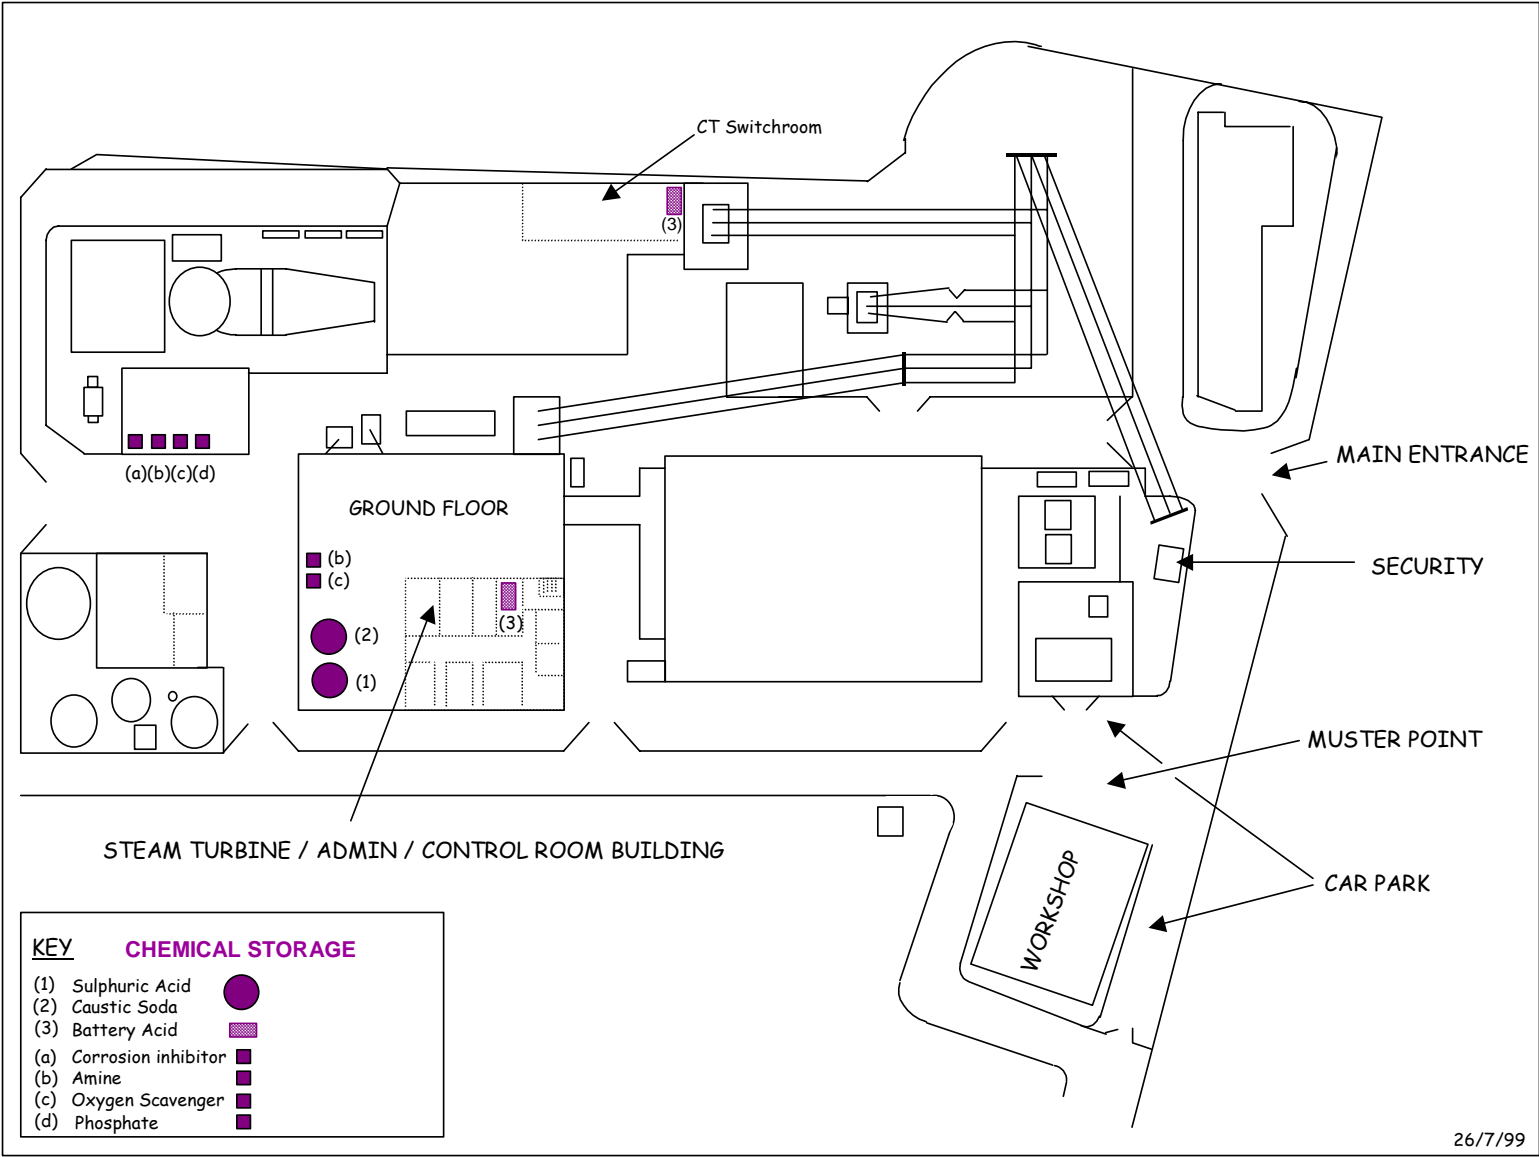 CT Switchroom
(3)
MAIN ENTRANCE
(a)(b)(c)(d)
GROUND FLOOR
(b)
(c)
SECURITY
(3)
(2)
(1)
MUSTER POINT
STEAM TURBINE / ADMIN / CONTROL ROOM BUILDING
CAR PARK
WORKSHOP
KEY CHEMICAL STORAGE
(1) Sulphuric Acid
(2) Caustic Soda
(3) Battery Acid
(a) Corrosion inhibitor
(b) Amine
(c) Oxygen Scavenger
(d) Phosphate
26/7/99